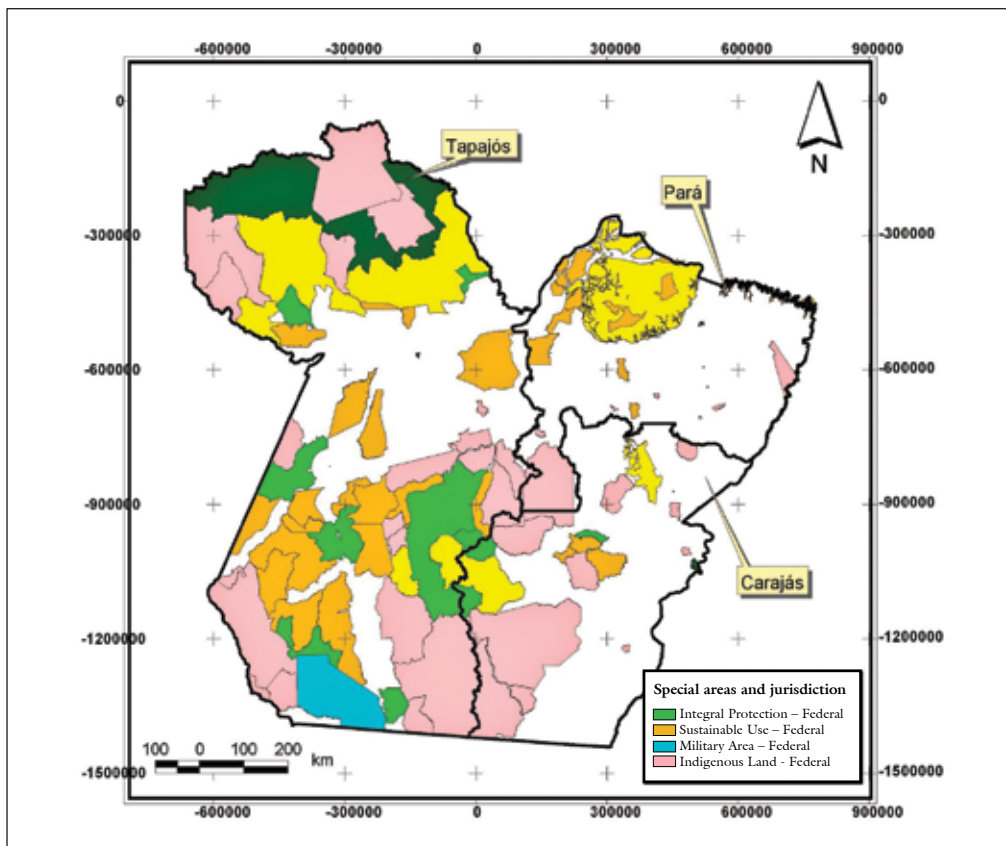 -600000 -300000 0 300000 600000 900000
0 0
N
Tapajós
Pará
-300000 -300000
-600000 -600000
-900000 -900000
Carajás
-1200000 -1200000
Special areas and jurisdiction
Integral Protection – Federal
Sustainable Use – Federal
Military Area – Federal
Indigenous Land - Federal
100 0 100 200
km
-1500000 -1500000
-600000 -300000 0 300000 600000 900000